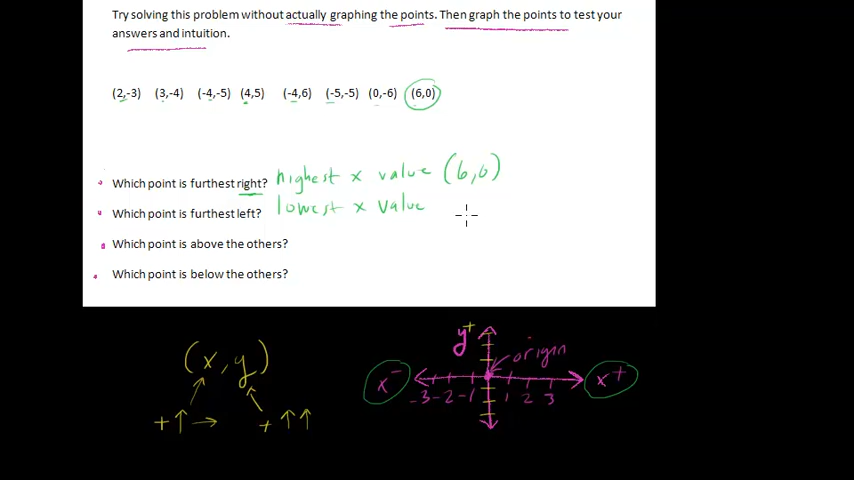 Try solving this problem without actually graphing the points. Then graph the points to test your
answers and intuition.
(2,-3) (3,-4) (-4,-5) (4,5) (-4,6) (-5,-5) (0,-6) (6,0)
Which point is furthest right? highest x value (6,0)
Which point is furthest left? lowest x value
Which point is above the others?
Which point is below the others?
(x,y)
+↑→ +↑↑
y+
origin
x- x+
-3 -2 -1 1 2 3